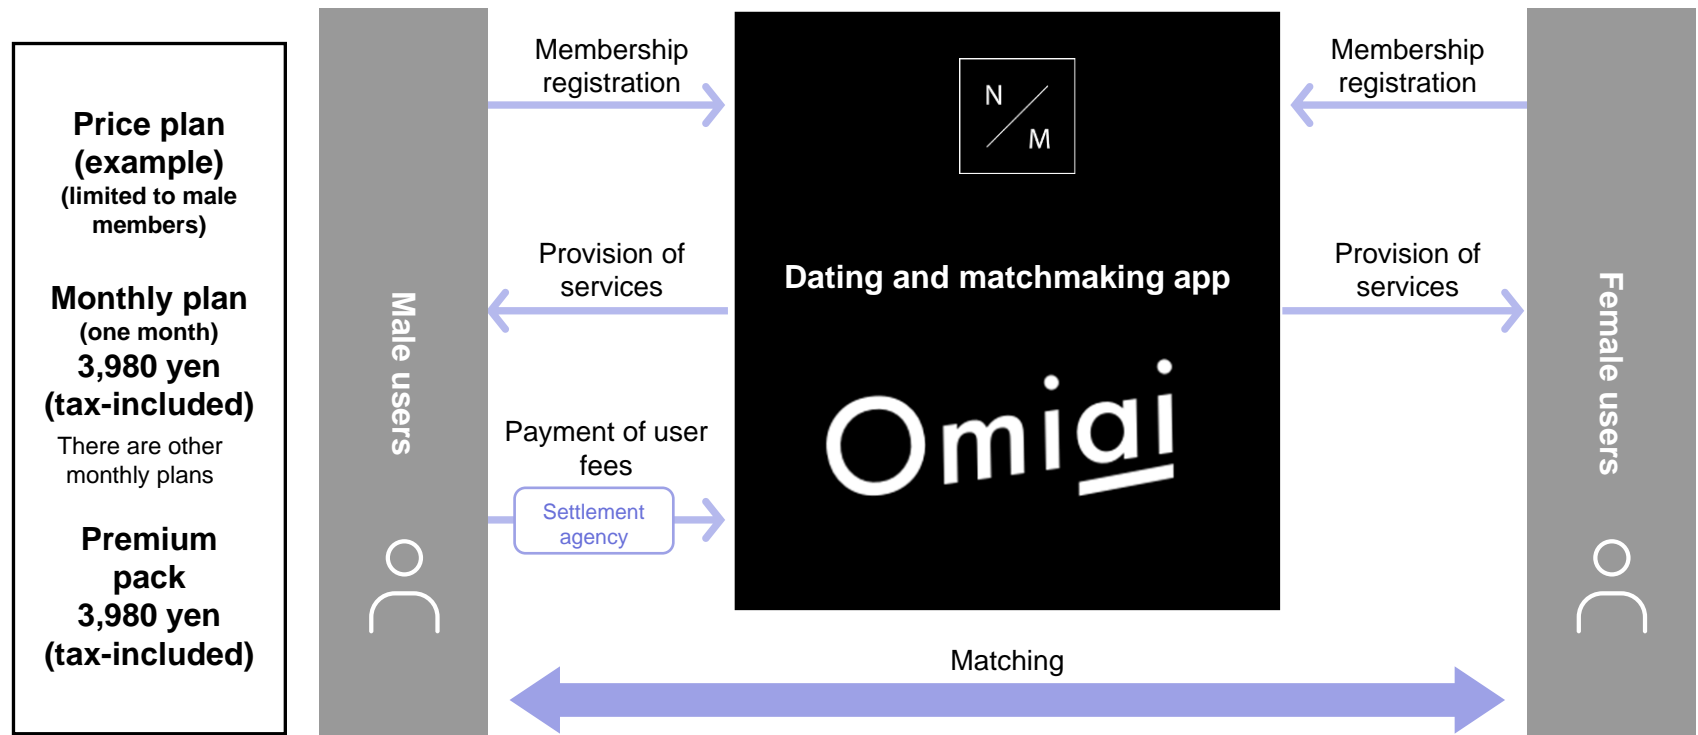 Price plan
(example)
(limited to male
members)
Monthly plan
(one month)
3,980 yen
(tax-included)
There are other
monthly plans
Premium
pack
3,980 yen
(tax-included)
Male users
Membership
registration
Provision of
services
Payment of user
fees
Settlement
agency
N
M
Dating and matchmaking app
Omiai
Membership
registration
Provision of
services
Female users
Matching